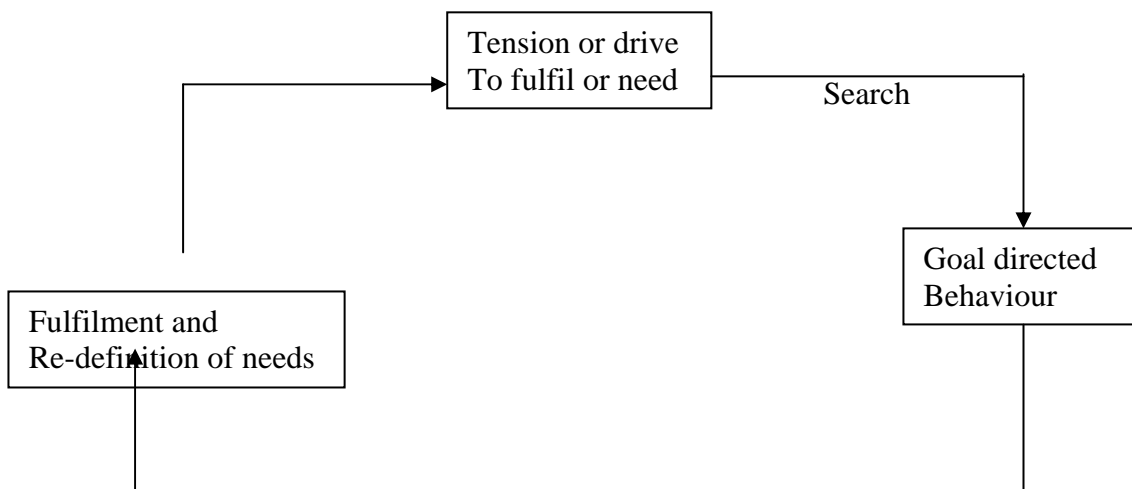 Tension or drive
To fulfil or need
Search
Goal directed
Behaviour
Fulfilment and
Re-definition of needs